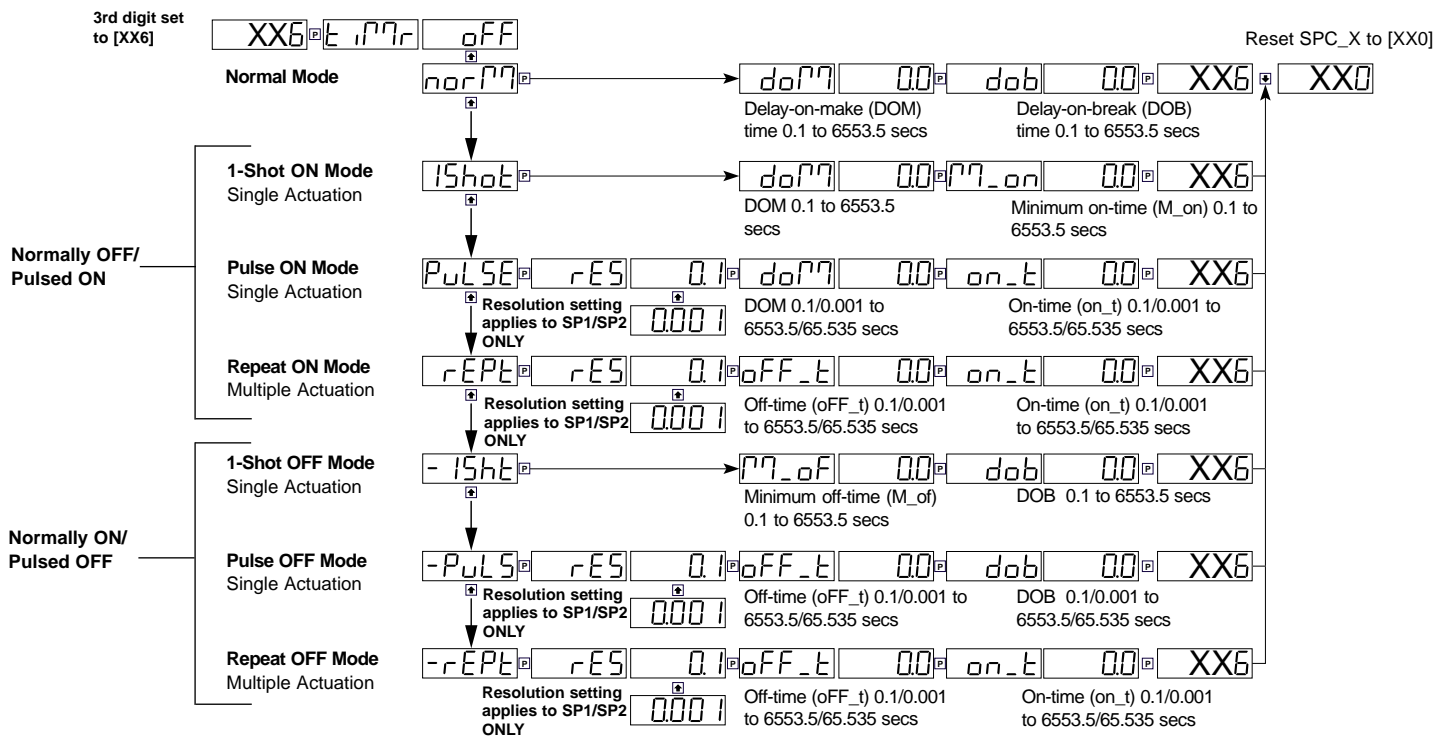 3rd digit set
to [XX6]
XX6 P tiMr oFF
Reset SPC_X to [XX0]
Normal Mode
norM P doM 0.0 P dob 0.0 P XX6 XX0
Delay-on-make (DOM)
time 0.1 to 6553.5 secs
Delay-on-break (DOB)
time 0.1 to 6553.5 secs
Normally OFF/
Pulsed ON
1-Shot ON Mode
Single Actuation
1Shot P doM 0.0 P M_on 0.0 P XX6
DOM 0.1 to 6553.5
secs
Minimum on-time (M_on) 0.1 to
6553.5 secs
Pulse ON Mode
Single Actuation
PuLSE P rES 0.1 P doM 0.0 P on_t 0.0 P XX6
Resolution setting
applies to SP1/SP2
ONLY
0.001
DOM 0.1/0.001 to
6553.5/65.535 secs
On-time (on_t) 0.1/0.001 to
6553.5/65.535 secs
Repeat ON Mode
Multiple Actuation
rEPt P rES 0.1 P oFF_t 0.0 P on_t 0.0 P XX6
Resolution setting
applies to SP1/SP2
ONLY
0.001
Off-time (oFF_t) 0.1/0.001
to 6553.5/65.535 secs
On-time (on_t) 0.1/0.001
to 6553.5/65.535 secs
Normally ON/
Pulsed OFF
1-Shot OFF Mode
Single Actuation
-1Sht P M_oF 0.0 P dob 0.0 P XX6
Minimum off-time (M_of)
0.1 to 6553.5 secs
DOB 0.1 to 6553.5 secs
Pulse OFF Mode
Single Actuation
-PuLS P rES 0.1 P oFF_t 0.0 P dob 0.0 P XX6
Resolution setting
applies to SP1/SP2
ONLY
0.001
Off-time (oFF_t) 0.1/0.001 to
6553.5/65.535 secs
DOB 0.1/0.001 to
6553.5/65.535 secs
Repeat OFF Mode
Multiple Actuation
-rEPt P rES 0.1 P oFF_t 0.0 P on_t 0.0 P XX6
Resolution setting
applies to SP1/SP2
ONLY
0.001
Off-time (oFF_t) 0.1/0.001
to 6553.5/65.535 secs
On-time (on_t) 0.1/0.001
to 6553.5/65.535 secs